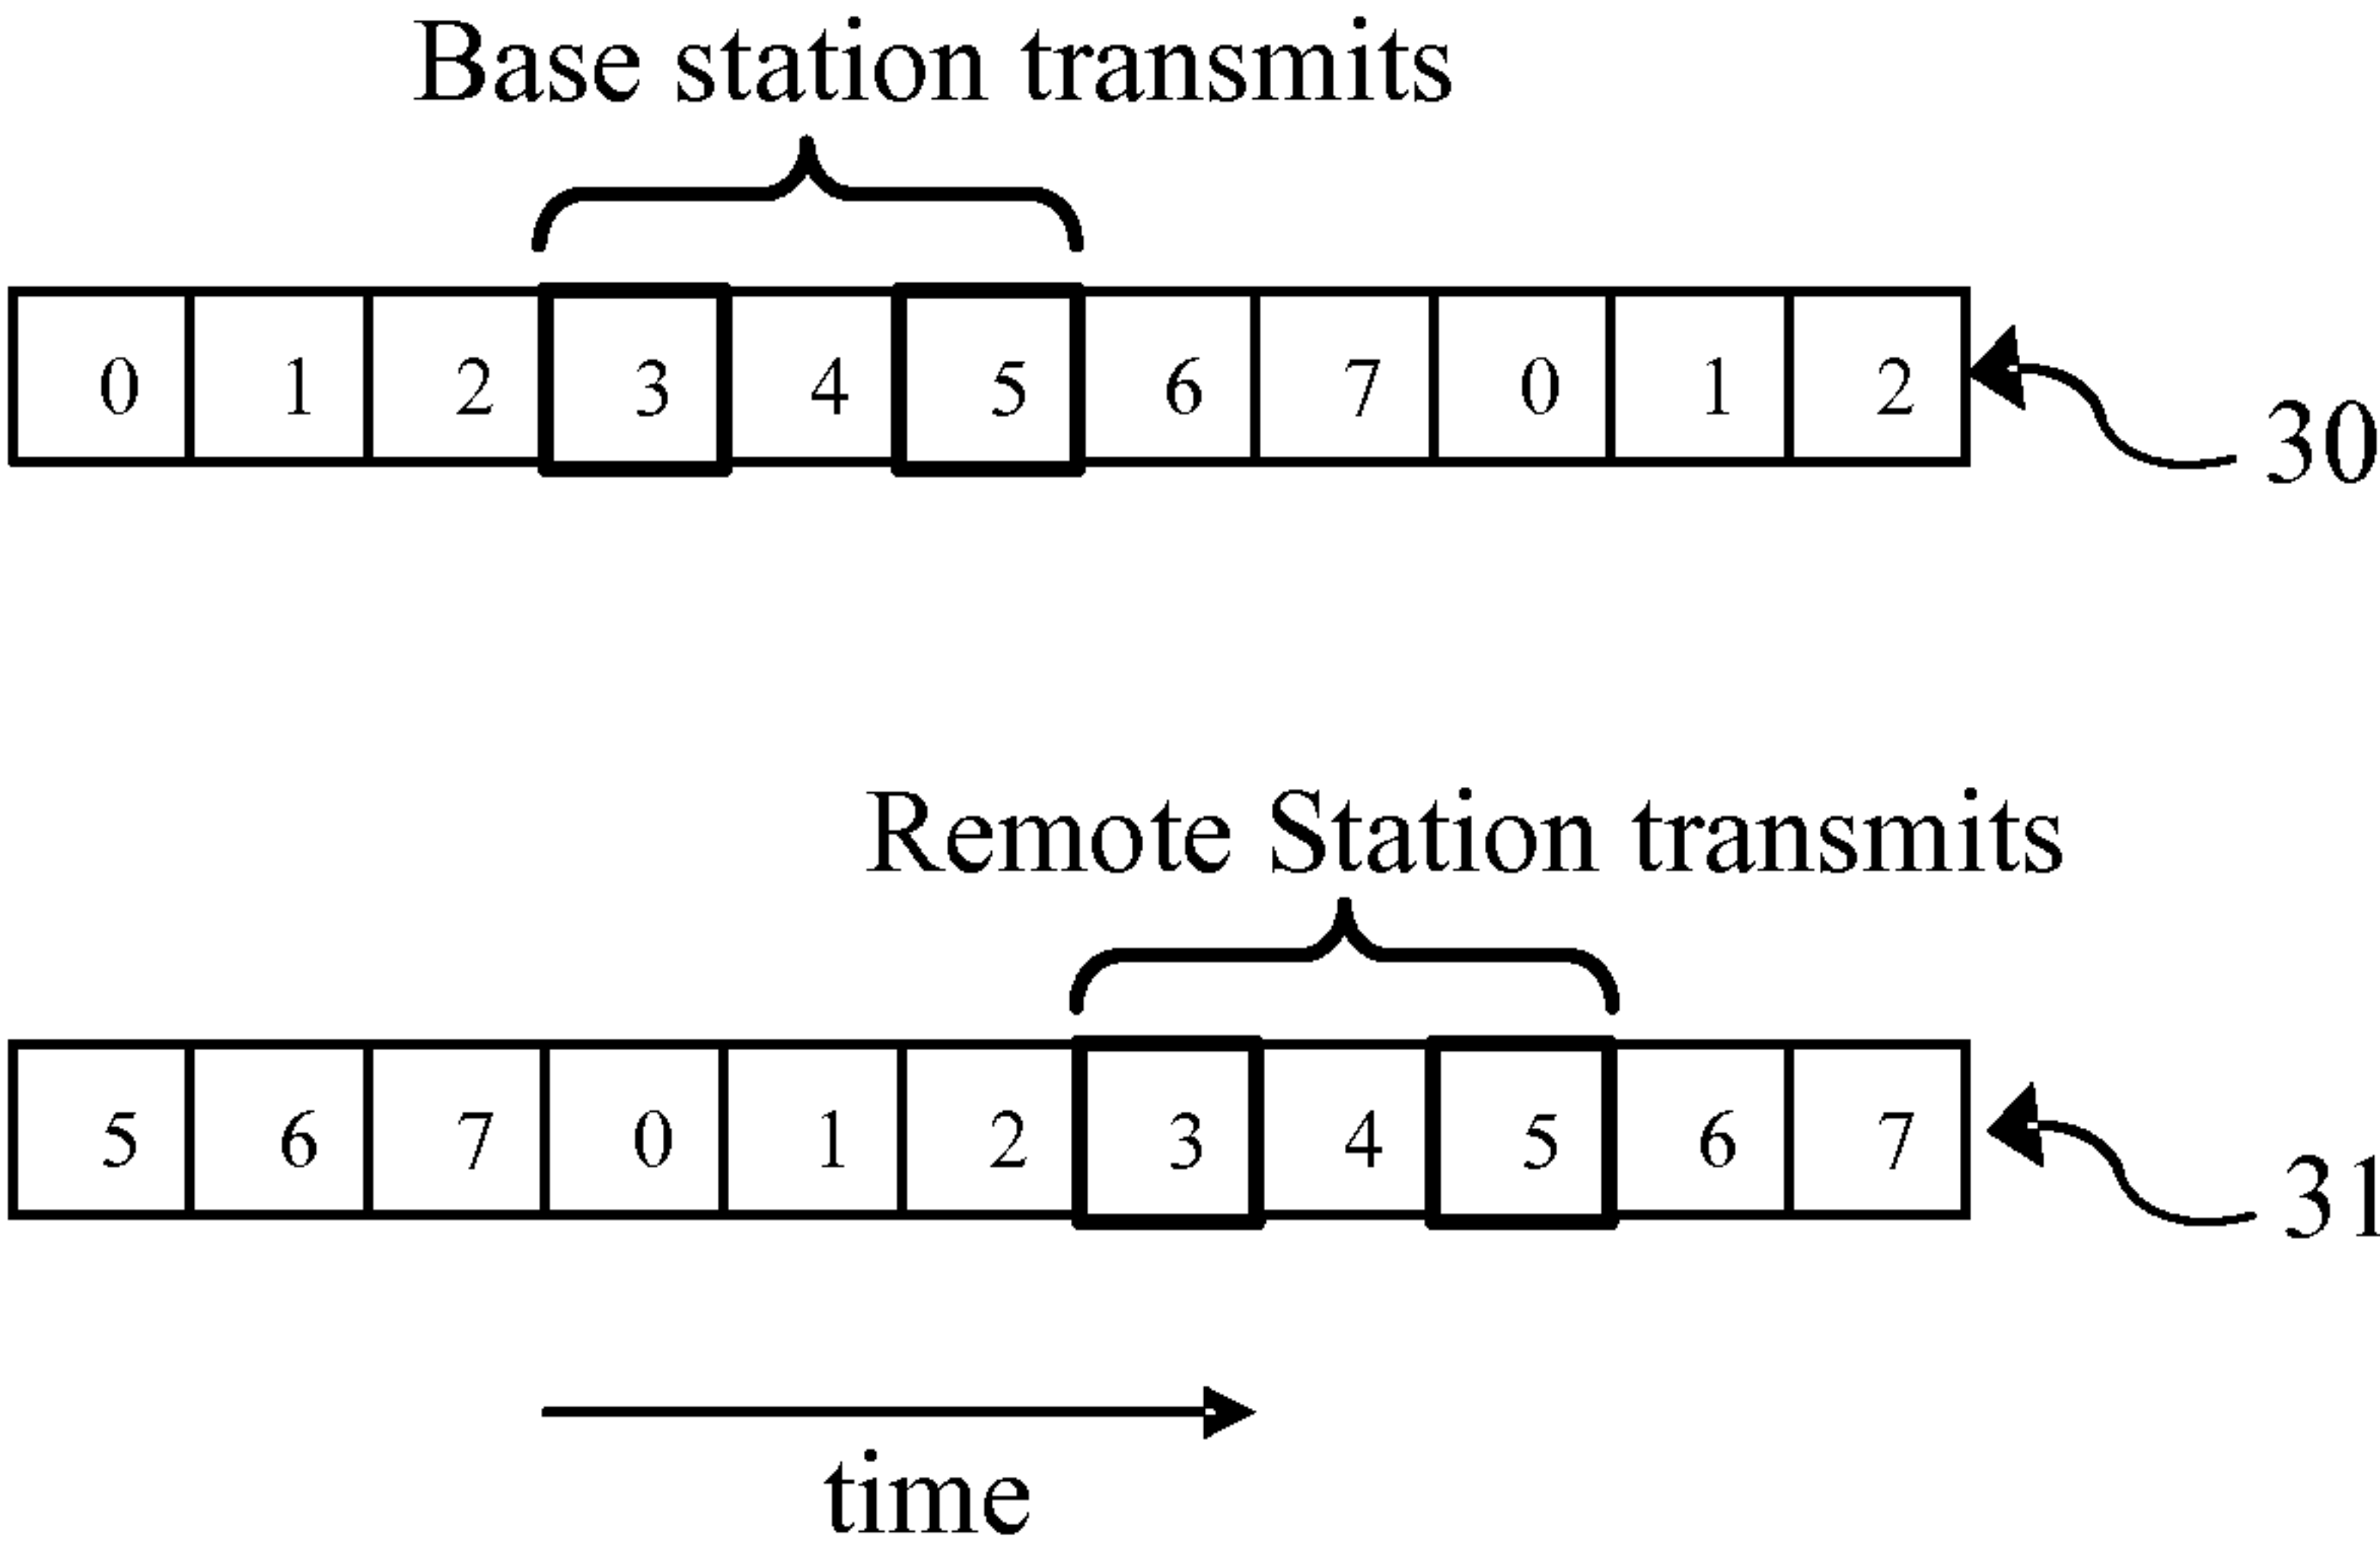 Base station transmits
0 1 2 3 4 5 6 7 0 1 2
30
Remote Station transmits
5 6 7 0 1 2 3 4 5 6 7
31
time